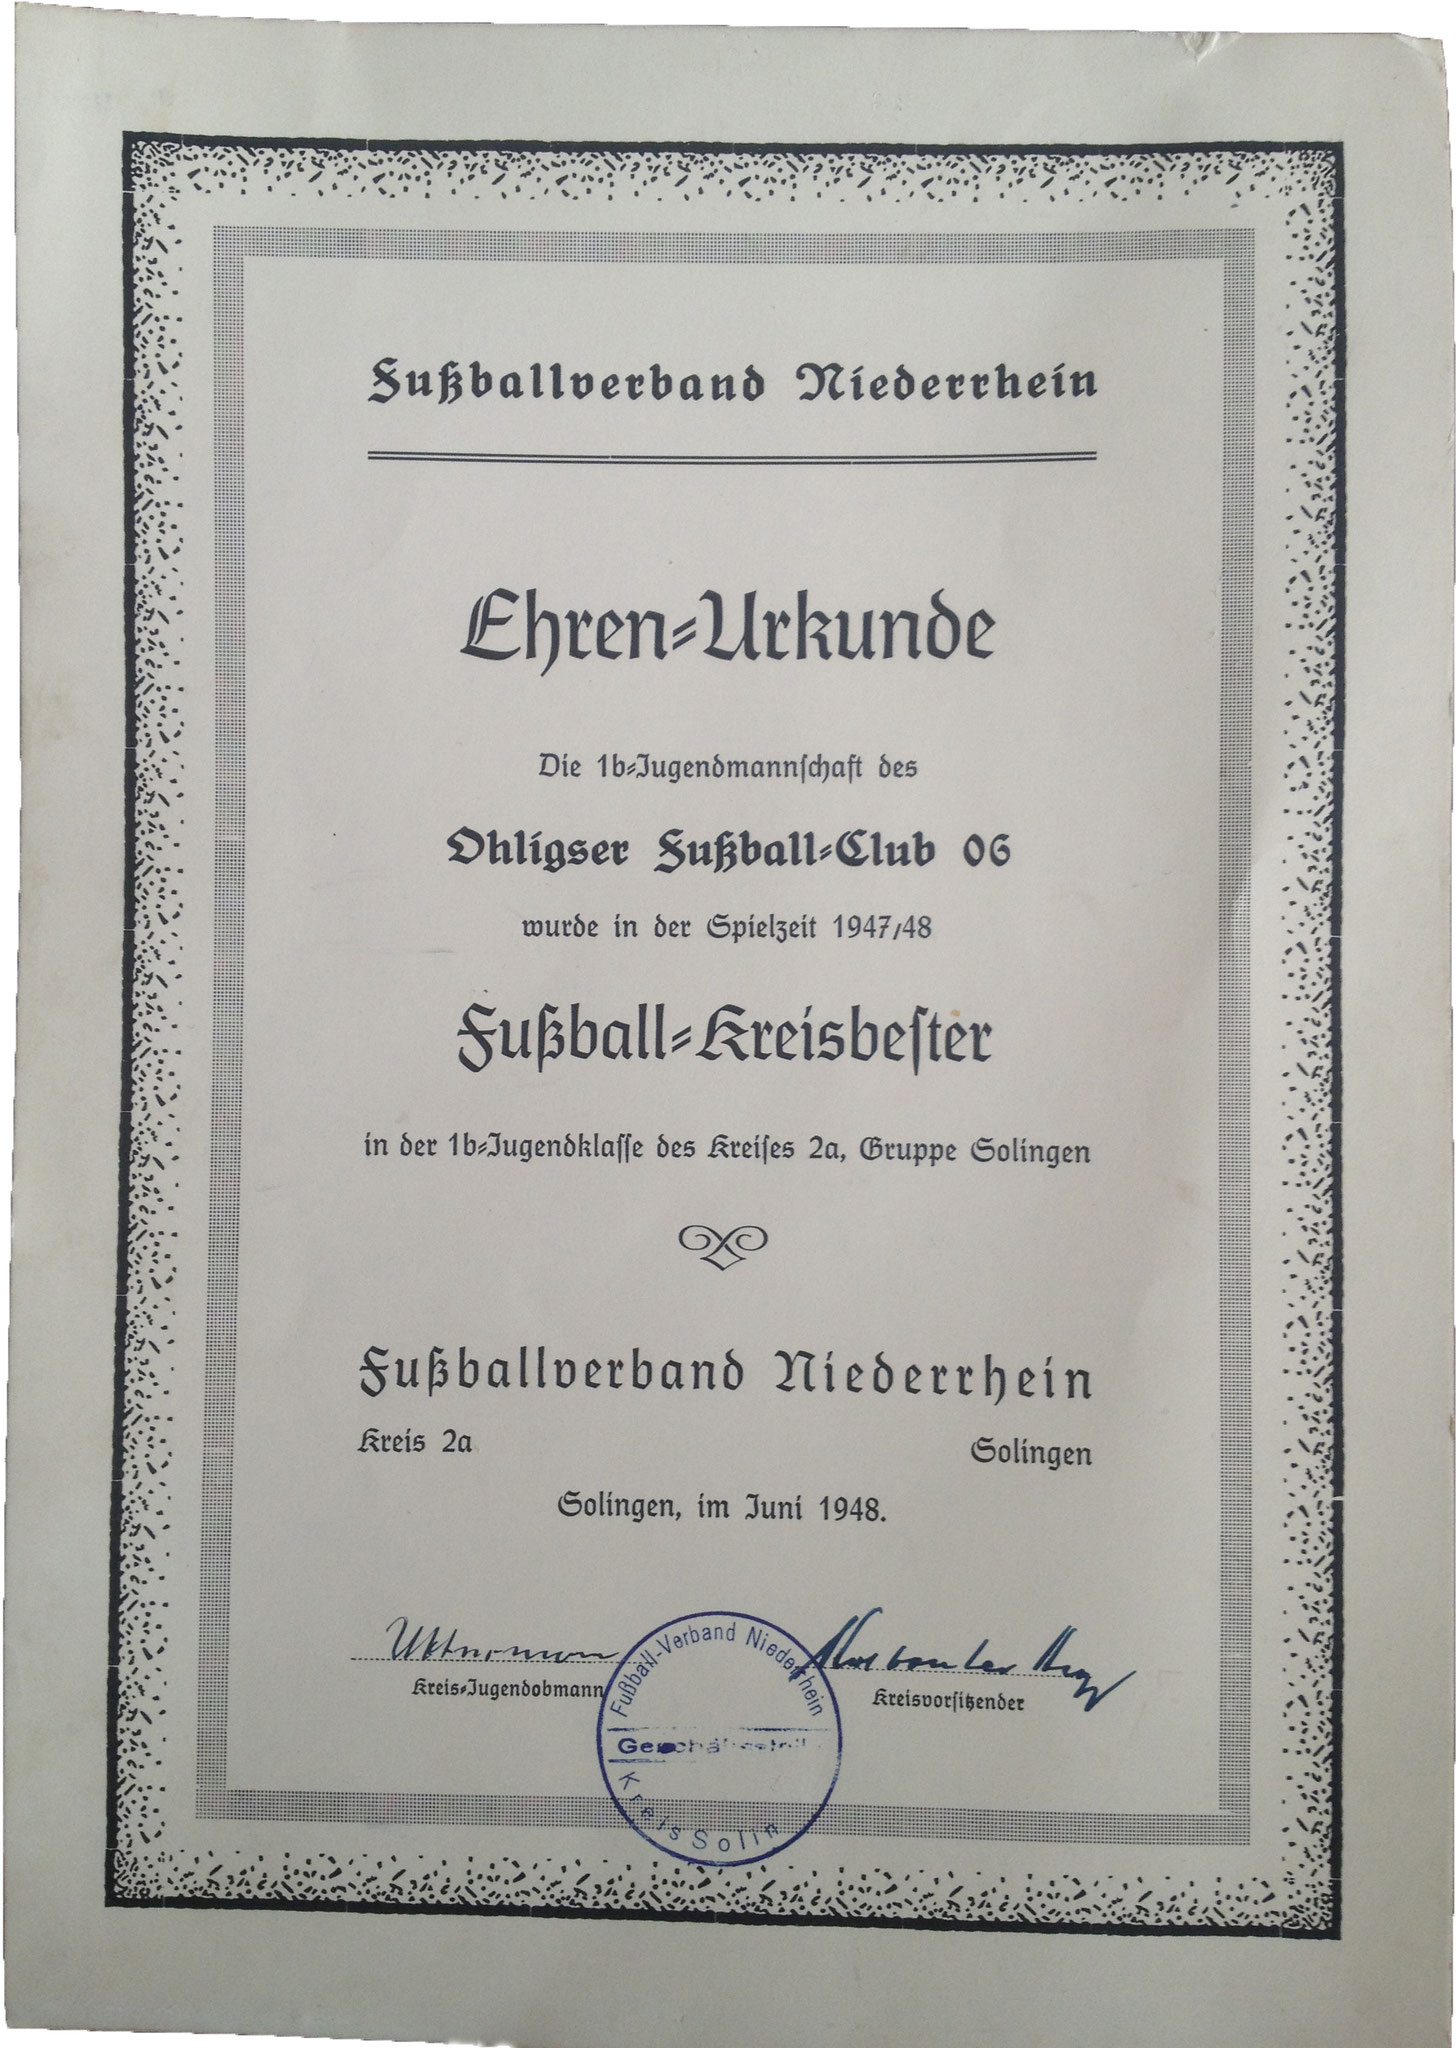 Fußballverband Niederrhein
Ehren-Urkunde
Die 1b-Jugendmannschaft des
Ohligser Fußball-Club 06
wurde in der Spielzeit 1947/48
Fußball-Kreisbester
in der 1b-Jugendklasse des Kreises 2a, Gruppe Solingen
Fußballverband Niederrhein
Kreis 2a Solingen
Solingen, im Juni 1948.
Kreis-Jugendobmann Kreisvorsitzender
Fußball-Verband Niederrhein
Kreis Solin